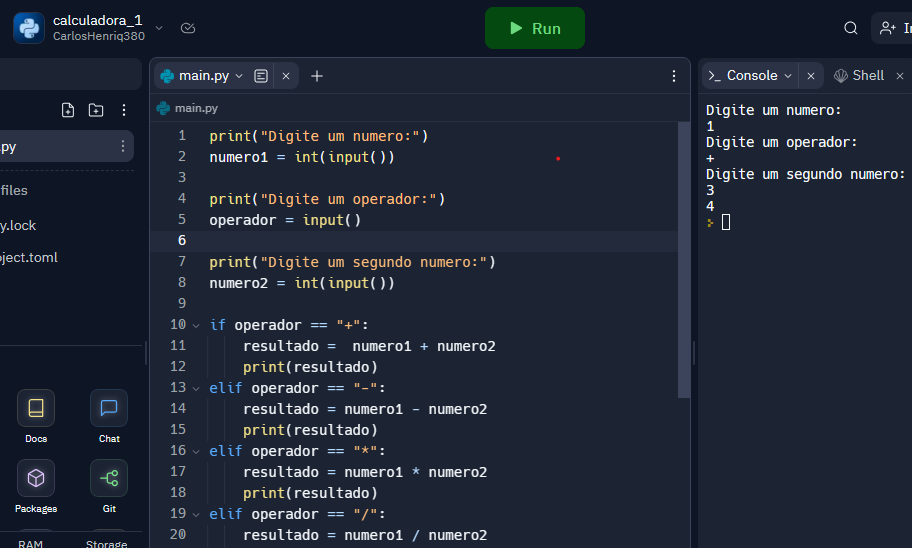 calculadora_1
CarlosHenriq380
Run
In
main.py
Console
Shell
main.py
.py
files
y.lock
oject.toml
Docs
Chat
Packages
Git
RAM
Storage
1 print("Digite um numero:")
2 numero1 = int(input())
3
4 print("Digite um operador:")
5 operador = input()
6
7 print("Digite um segundo numero:")
8 numero2 = int(input())
9
10 if operador == "+":
11 resultado =  numero1 + numero2
12 print(resultado)
13 elif operador == "-":
14 resultado = numero1 - numero2
15 print(resultado)
16 elif operador == "*":
17 resultado = numero1 * numero2
18 print(resultado)
19 elif operador == "/":
20 resultado = numero1 / numero2
Digite um numero:
1
Digite um operador:
+
Digite um segundo numero:
3
4